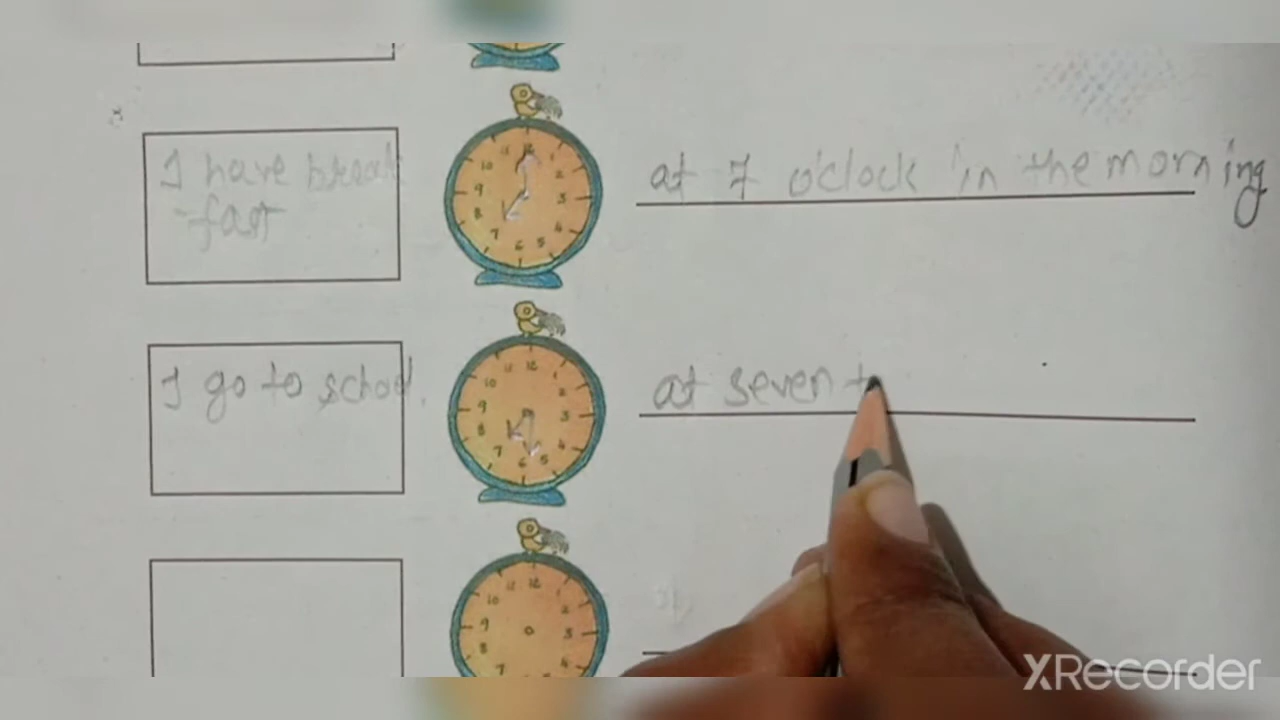 I have break at 7 o'clock in the morning
-fast
I go to school. at seven t
XRecorder